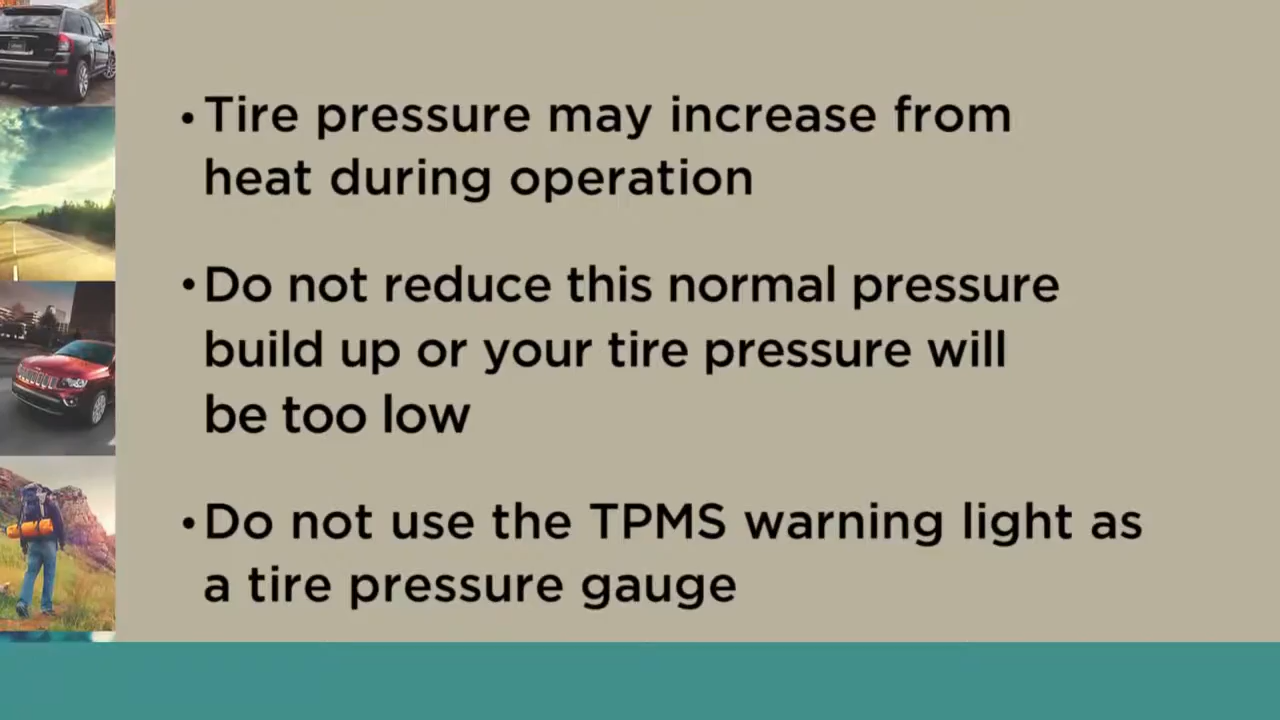 • Tire pressure may increase from
heat during operation
• Do not reduce this normal pressure
build up or your tire pressure will
be too low
• Do not use the TPMS warning light as
a tire pressure gauge